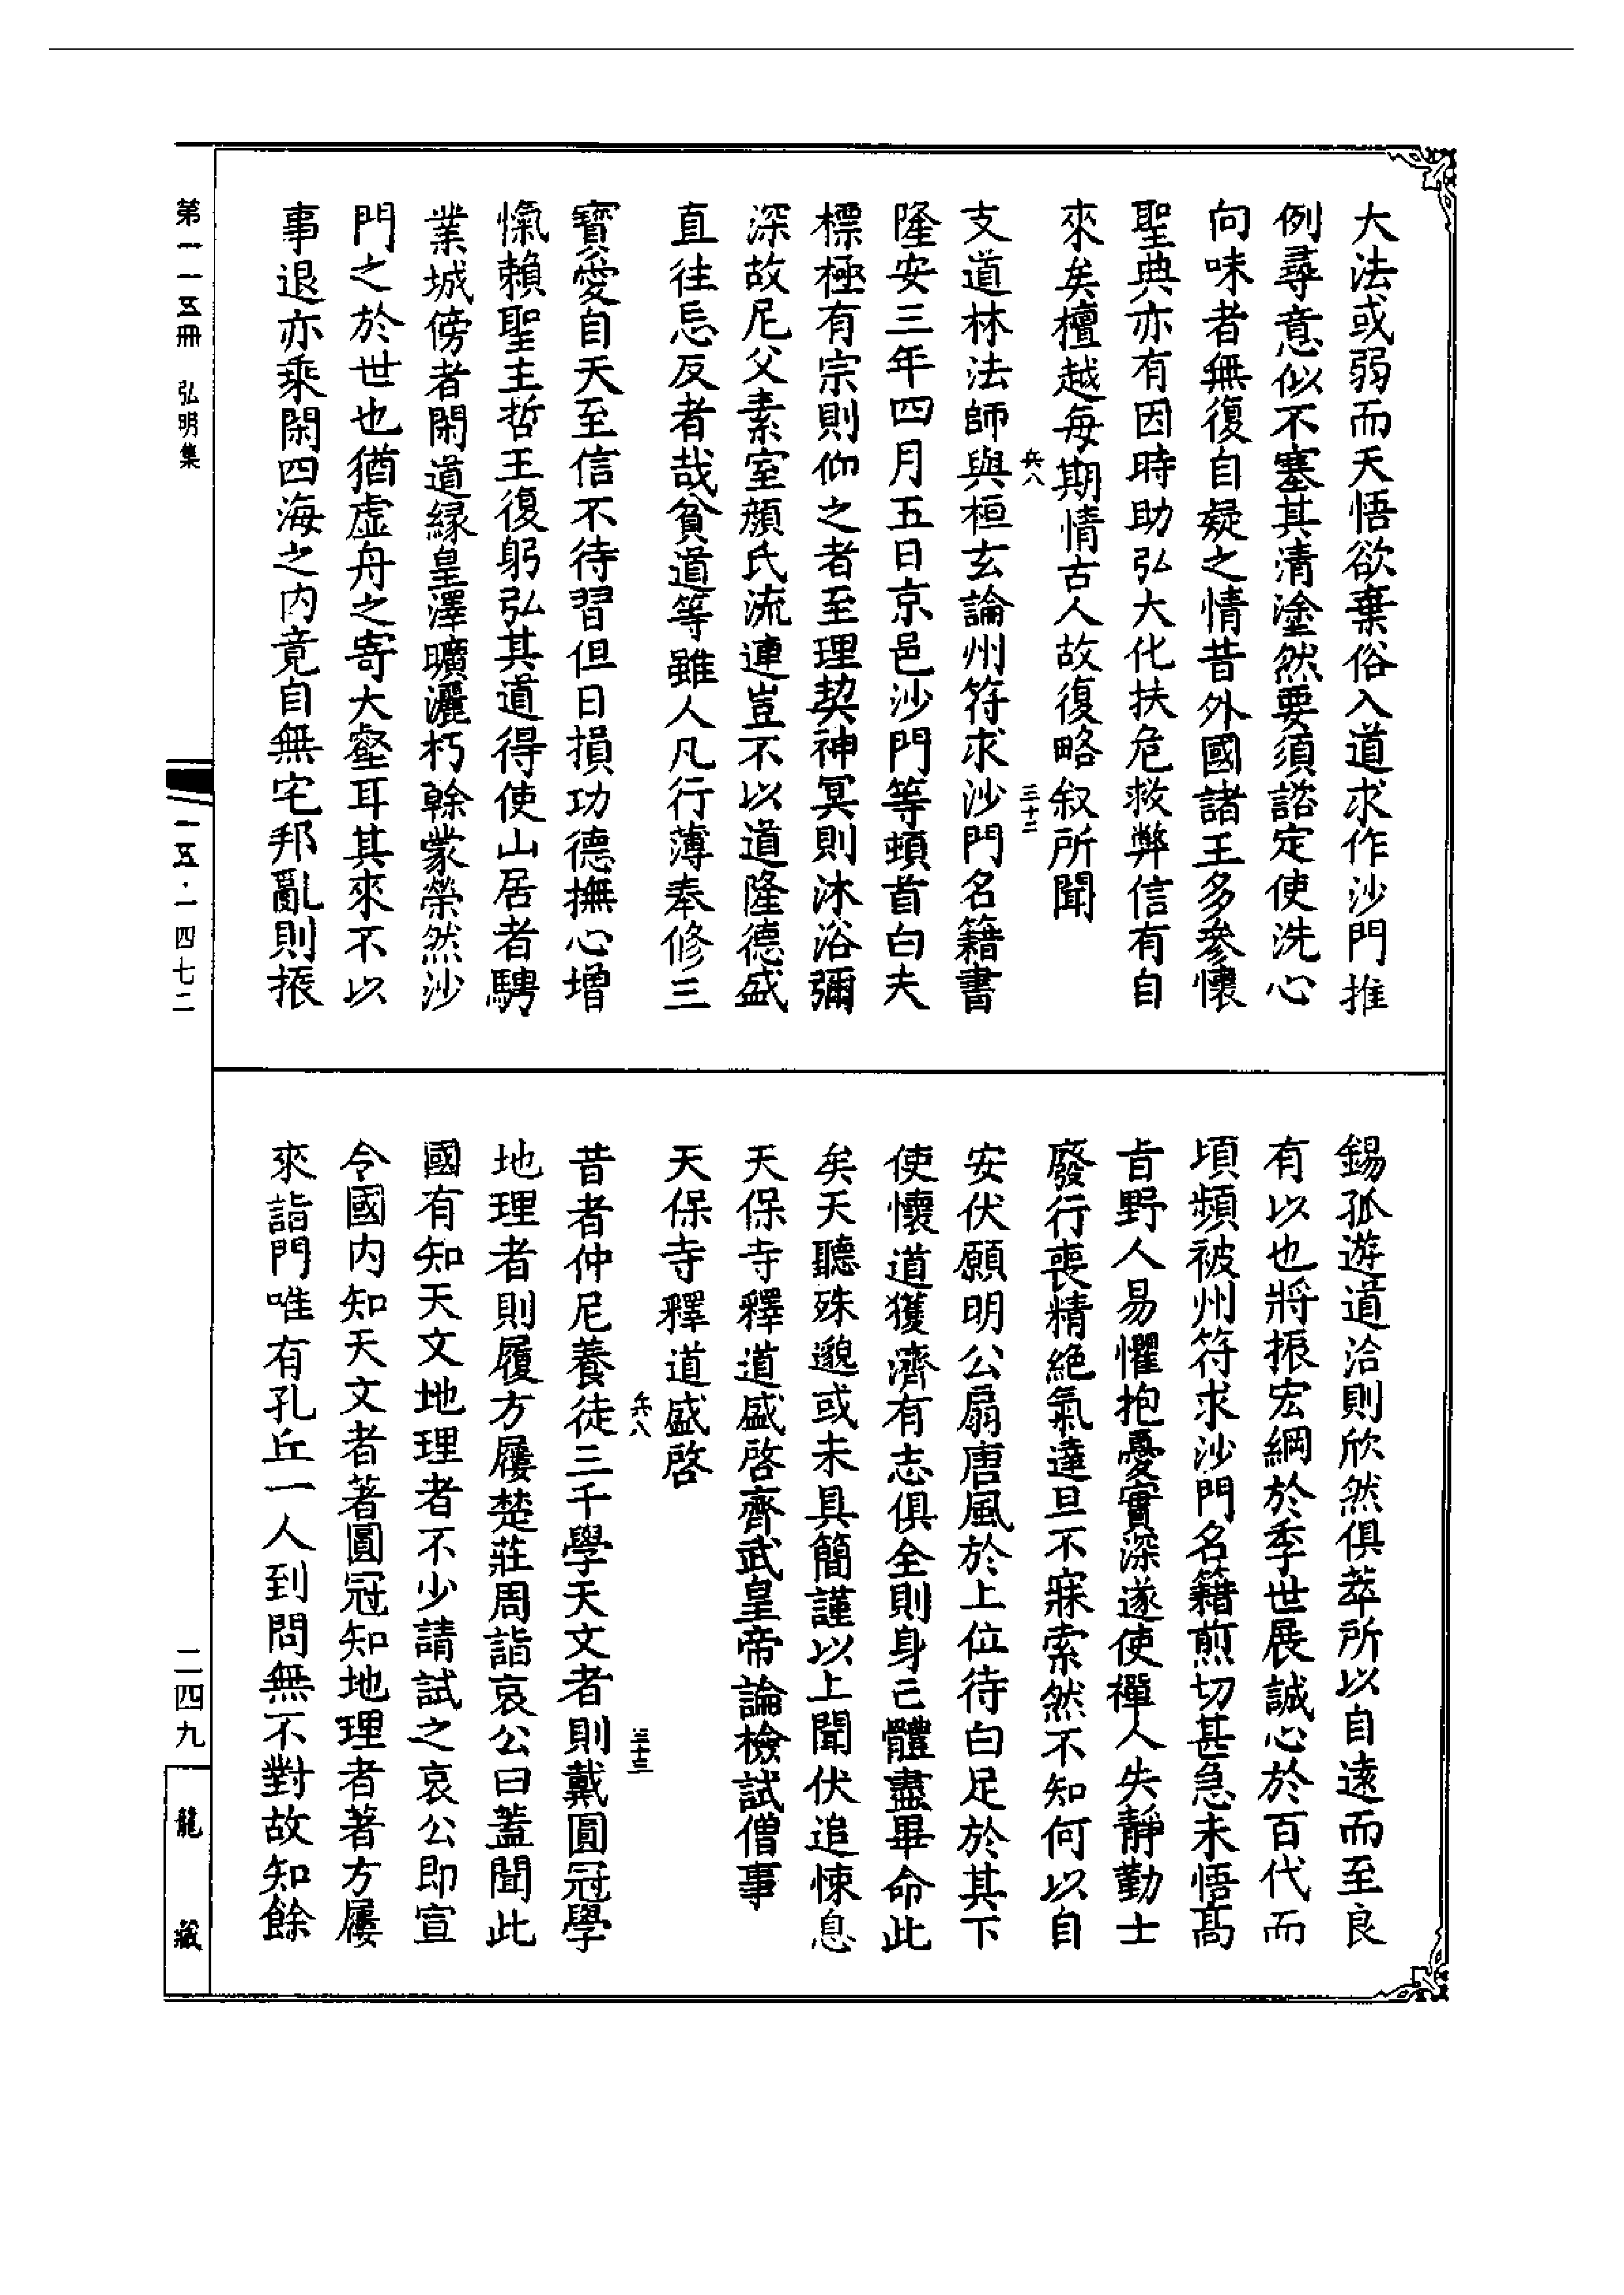 大法或弱而天悟欲棄俗入道求作沙門推
例尋意似不塞其清塗然要須諮定使洗心
向味者無復自疑之情昔外國諸王多參懷
聖典亦有因時助弘大化扶危救弊信有自
來矣檀越每期情古人故復略叙所聞
兵八
三十二
支道林法師與桓玄論州符求沙門名籍書
隆安三年四月五日京邑沙門等頓首白夫
標極有宗則仰之者至理契神冥則沐浴彌
深故尼父素室顏氏流連豈不以道隆德盛
直往忘反者哉貧道等雖人凡行薄奉修三
寶愛自天至信不待習但日損功德撫心增
愾賴聖主哲王復躬弘其道得使山居者騁
業城傍者閑道緣皇澤曠灑朽榦蒙榮然沙
門之於世也猶虛舟之寄大壑耳其來不以
事退亦乘閑四海之內竟自無宅邦亂則振
錫孤遊道洽則欣然俱萃所以自遠而至良
有以也將振宏綱於季世展誠心於百代而
頃頻被州符求沙門名籍煎切甚急未悟高
旨野人易懼抱憂實深遂使禪人失靜勤士
廢行喪精絕氣達旦不寐索然不知何以自
安伏願明公扇唐風於上位待白足於其下
使懷道獲濟有志俱全則身亡體盡畢命此
矣天聽殊邈或未具簡謹以上聞伏追悚息
天保寺釋道盛啓齊武皇帝論檢試僧事
天保寺釋道盛啓
兵八
三十三
昔者仲尼養徒三千學天文者則戴圓冠學
地理者則履方屨楚莊周詣哀公曰蓋聞此
國有知天文地理者不少請試之哀公即宣
令國內知天文者著圓冠知地理者著方屨
來詣門唯有孔丘一人到問無不對故知餘
第一一五冊 弘明集
一一五·一四七二
二四九
龍藏